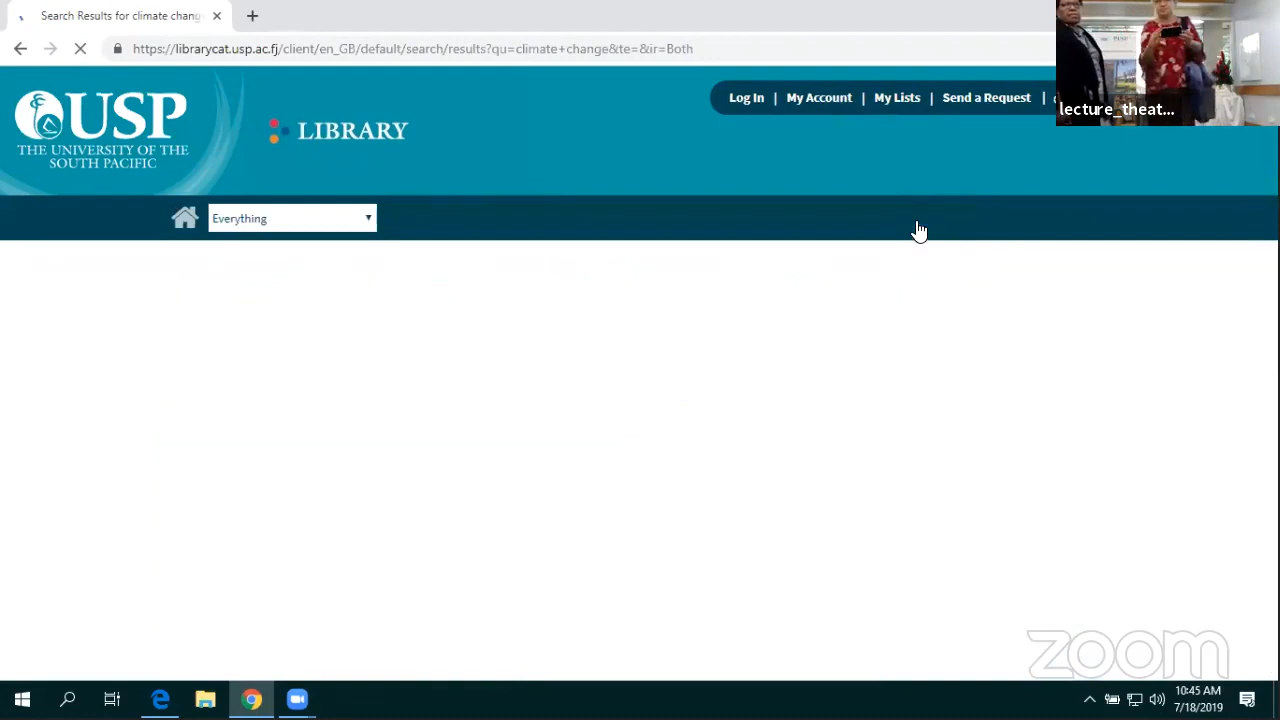 Search Results for climate chang
https://librarycat.usp.ac.fj/client/en_GB/default/search/results?qu=climate+change&te=&ir=Both
USP
THE UNIVERSITY OF THE
SOUTH PACIFIC
LIBRARY
Log In | My Account | My Lists | Send a Request |
lecture_theat...
Everything
zoom
10:45 AM
7/18/2019